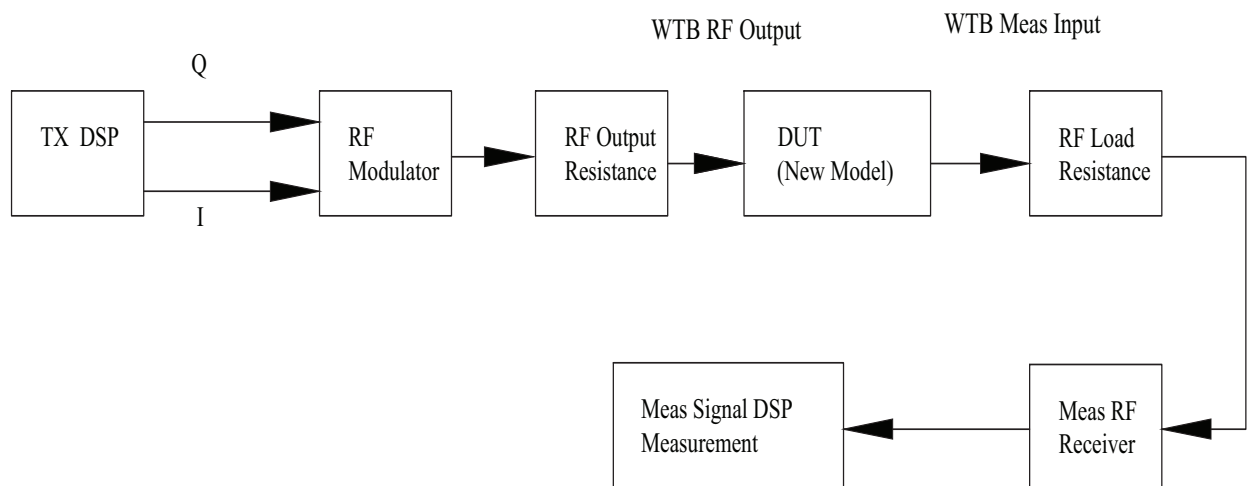 WTB RF Output
WTB Meas Input
Q
TX DSP
RF
Modulator
RF Output
Resistance
DUT
(New Model)
RF Load
Resistance
I
Meas Signal DSP
Measurement
Meas RF
Receiver